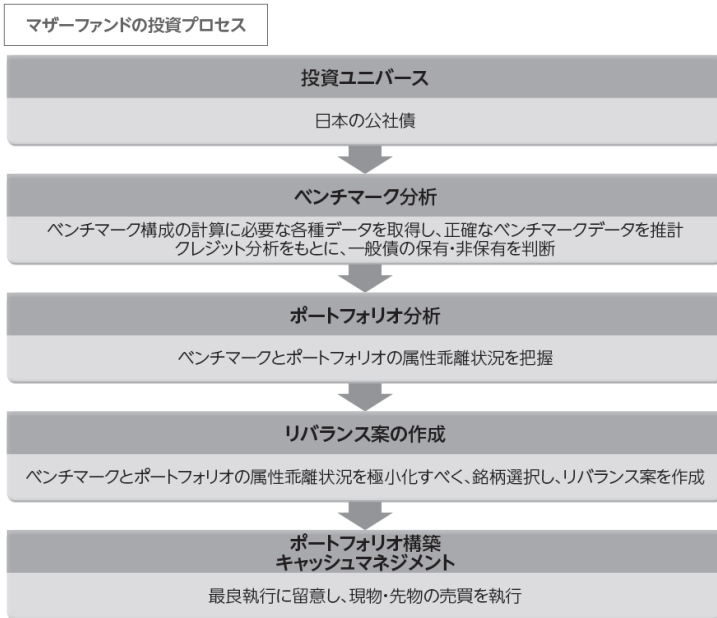 マザーファンドの投資プロセス
投資ユニバース
日本の公社債
ベンチマーク分析
ベンチマーク構成の計算に必要な各種データを取得し、正確なベンチマークデータを推計
クレジット分析をもとに、一般債の保有・非保有を判断
ポートフォリオ分析
ベンチマークとポートフォリオの属性乖離状況を把握
リバランス案の作成
ベンチマークとポートフォリオの属性乖離状況を極小化すべく、銘柄選択し、リバランス案を作成
ポートフォリオ構築
キャッシュマネジメント
最良執行に留意し、現物・先物の売買を執行